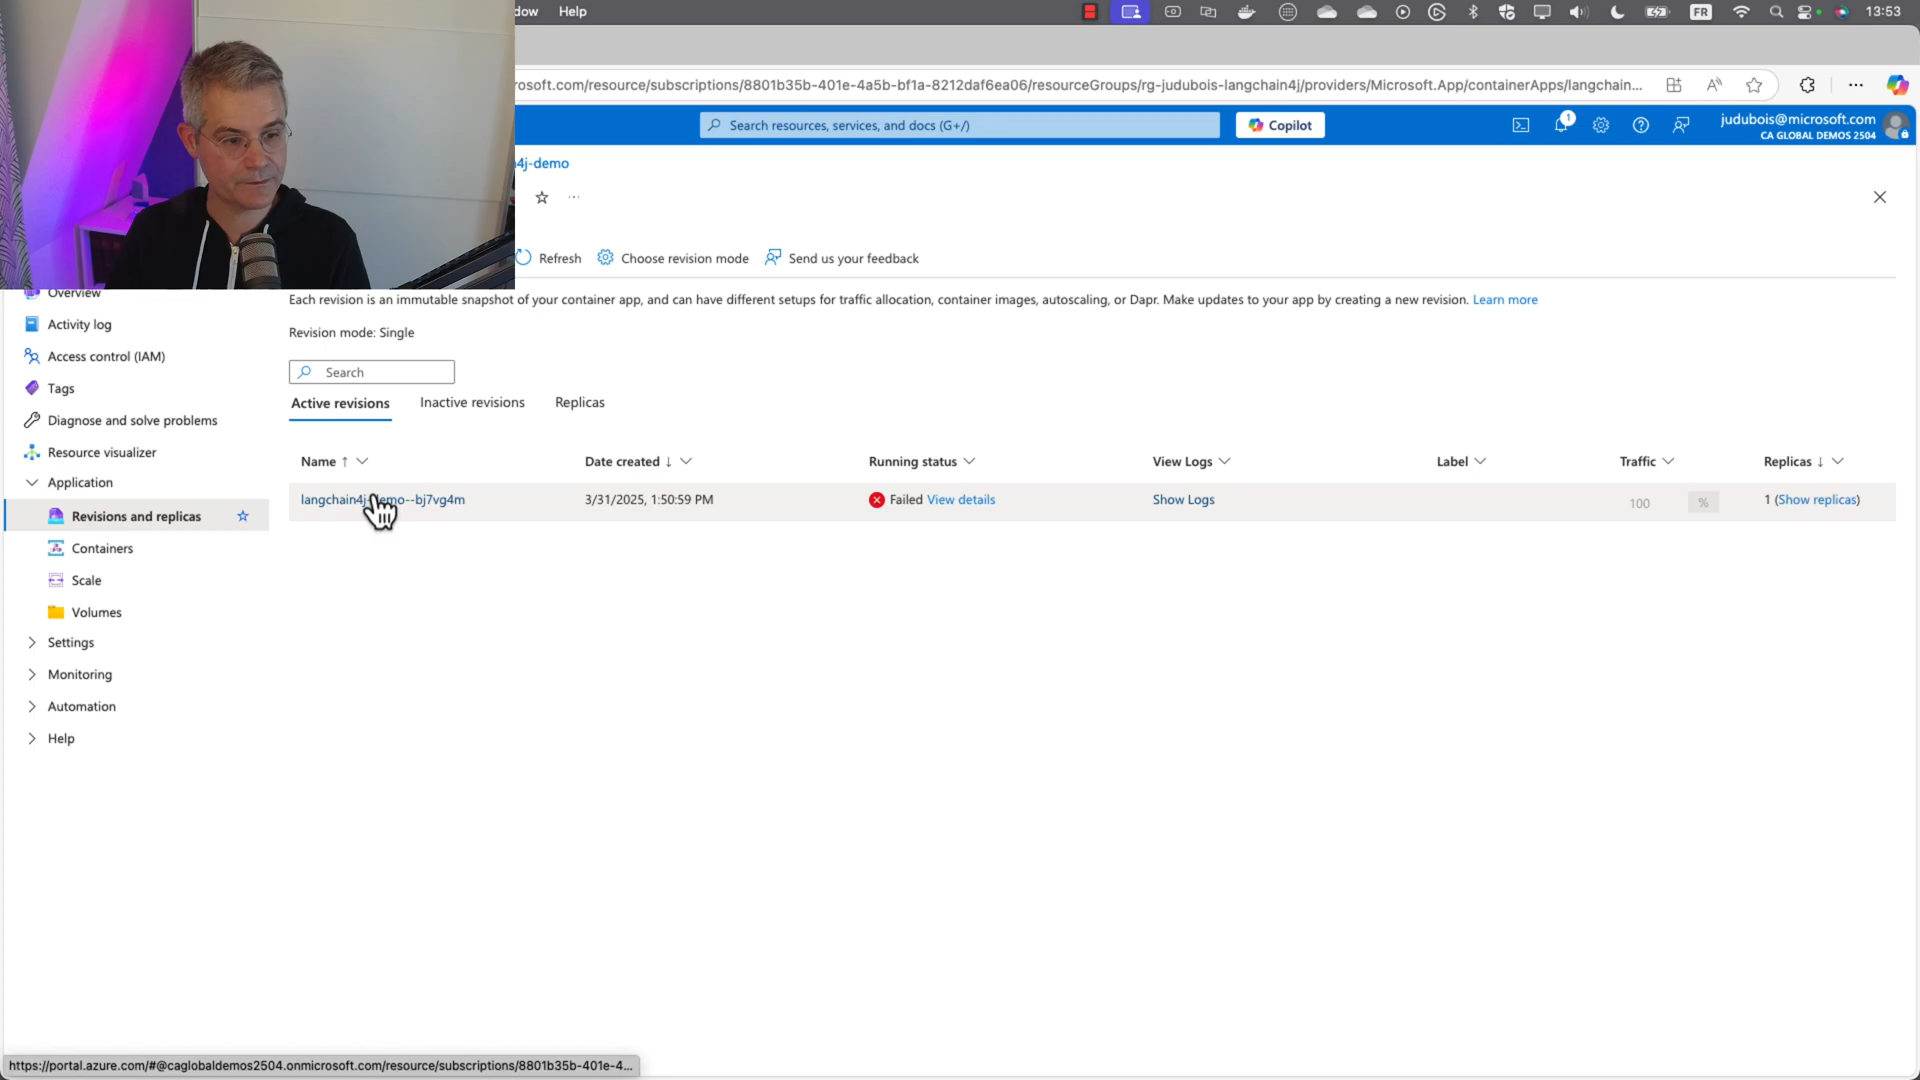 dow Help FR 13:53
rosoft.com/resource/subscriptions/8801b35b-401e-4a5b-bf1a-8212daf6ea06/resourceGroups/rg-judubois-langchain4j/providers/Microsoft.App/containerApps/langchain...
Search resources, services, and docs (G+/)
Copilot
1
judubois@microsoft.com
CA GLOBAL DEMOS 2504
4j-demo
Refresh
Choose revision mode
Send us your feedback
Overview
Activity log
Access control (IAM)
Tags
Diagnose and solve problems
Resource visualizer
Application
Revisions and replicas
Containers
Scale
Volumes
Settings
Monitoring
Automation
Help
Each revision is an immutable snapshot of your container app, and can have different setups for traffic allocation, container images, autoscaling, or Dapr. Make updates to your app by creating a new revision. Learn more
Revision mode: Single
Search
Active revisions Inactive revisions Replicas
Name Date created Running status View Logs Label Traffic Replicas
langchain4j-demo--bj7vg4m 3/31/2025, 1:50:59 PM Failed View details Show Logs 100 % 1 (Show replicas)
https://portal.azure.com/#@caglobaldemos2504.onmicrosoft.com/resource/subscriptions/8801b35b-401e-4...